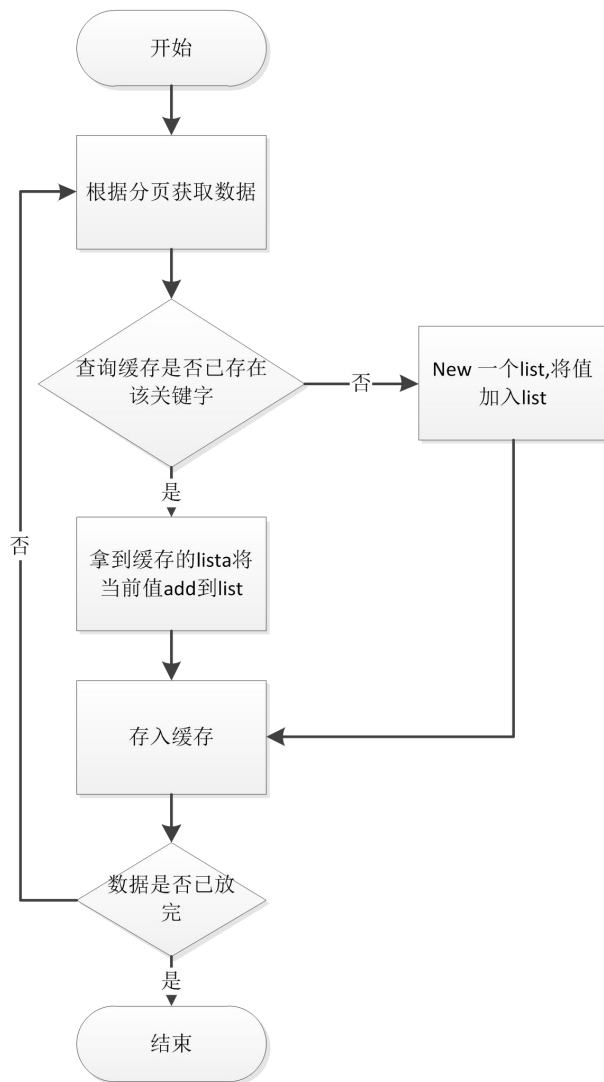 开始
根据分页获取数据
查询缓存是否已存在
该关键字
否
New 一个list,将值
加入list
是
拿到缓存的lista将
当前值add到list
否
存入缓存
数据是否已放
完
是
结束